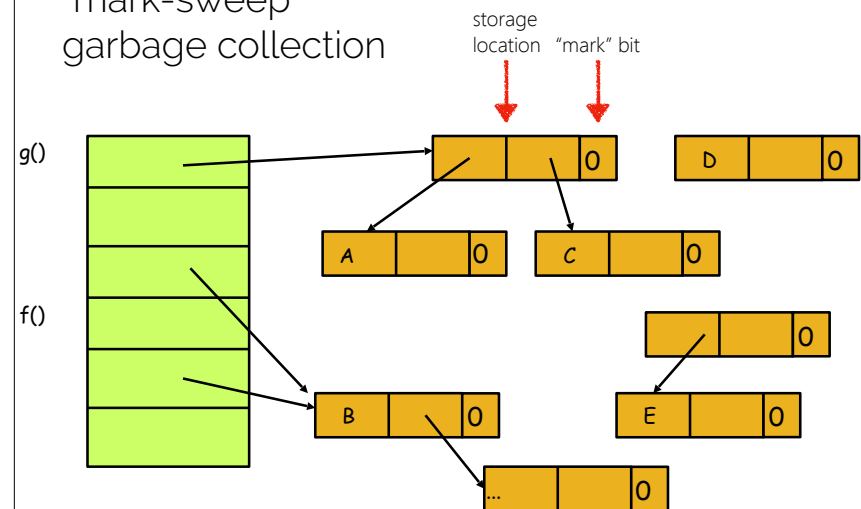 mark-sweep
garbage collection
storage
location “mark” bit
g()
0
D 0
A 0
C 0
f()
0
B 0
E 0
... 0